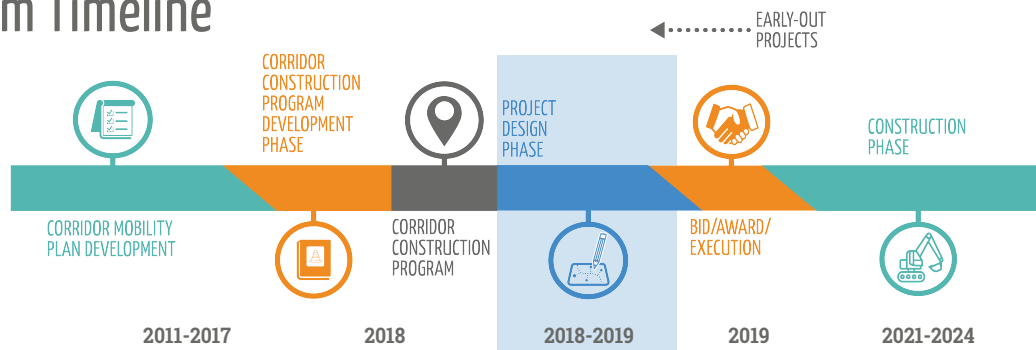 m Timeline
EARLY-OUT
PROJECTS
CORRIDOR
CONSTRUCTION
PROGRAM
DEVELOPMENT
PHASE
PROJECT
DESIGN
PHASE
CONSTRUCTION
PHASE
CORRIDOR MOBILITY
PLAN DEVELOPMENT
CORRIDOR
CONSTRUCTION
PROGRAM
BID/AWARD/
EXECUTION
2011-2017
2018
2018-2019
2019
2021-2024